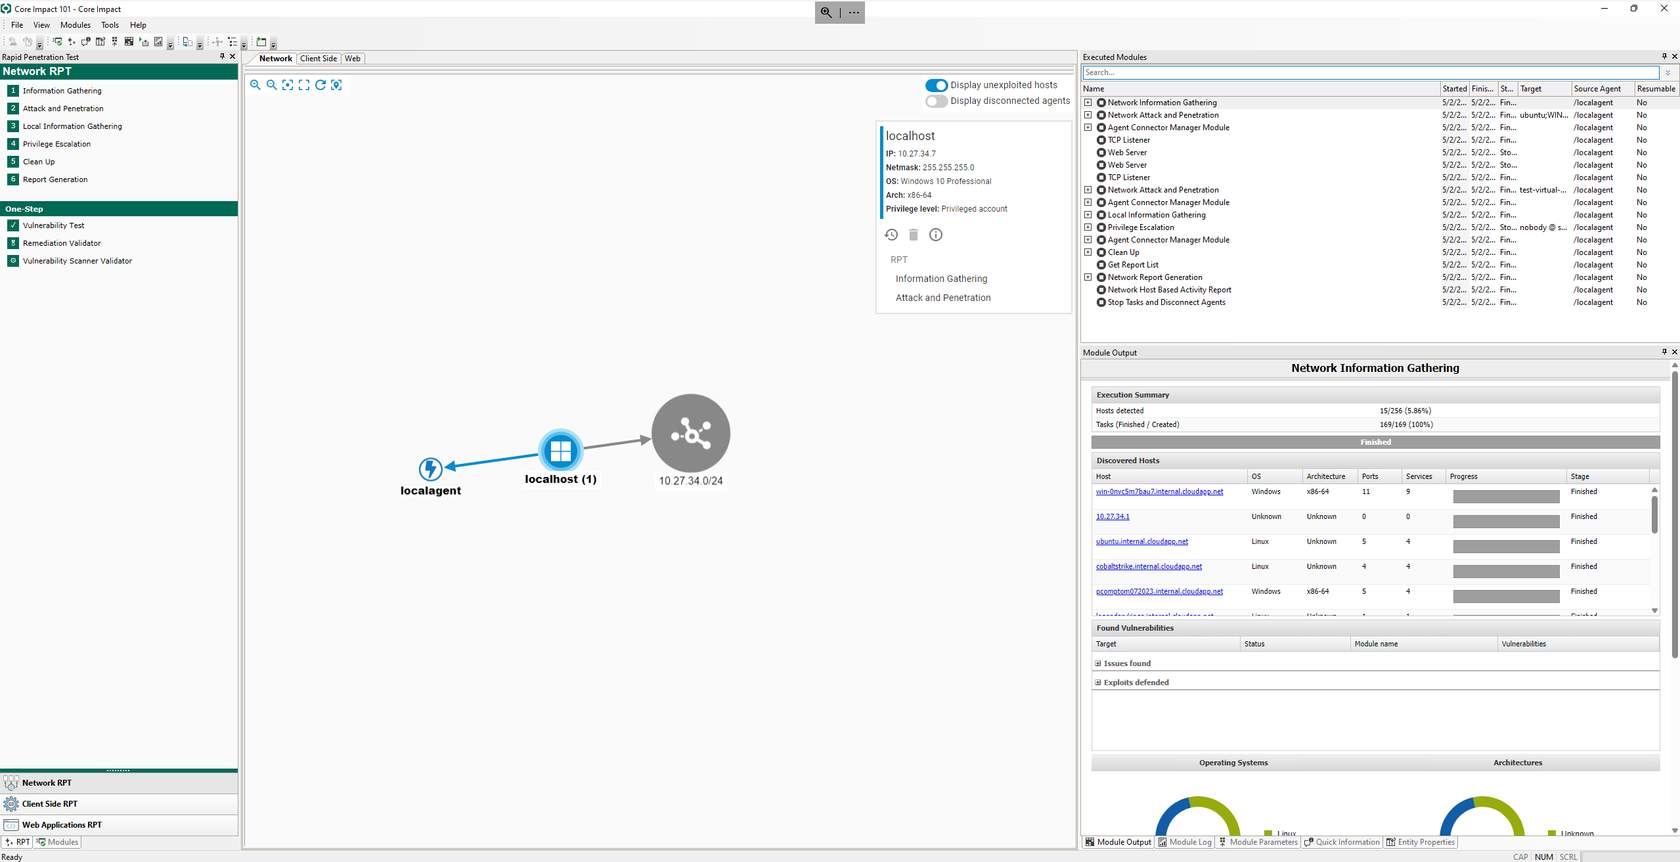 Core Impact 101 - Core Impact
File View Modules Tools Help
Rapid Penetration Test
Network RPT
1 Information Gathering
2 Attack and Penetration
3 Local Information Gathering
4 Privilege Escalation
5 Clean Up
6 Report Generation
One-Step
Vulnerability Test
Remediation Validator
Vulnerability Scanner Validator
Network RPT
Client Side RPT
Web Applications RPT
RPT Modules
Ready
Network Client Side Web
Display unexploited hosts
Display disconnected agents
localhost
IP: 10.27.34.7
Netmask: 255.255.255.0
OS: Windows 10 Professional
Arch: x86-64
Privilege level: Privileged account
RPT
Information Gathering
Attack and Penetration
localagent
localhost (1)
10.27.34.0/24
Executed Modules
Search...
Name Started Finis... St... Target Source Agent Resumable
Network Information Gathering 5/2/2... 5/2/2... Fin... /localagent No
Network Attack and Penetration 5/2/2... 5/2/2... Fin... ubuntu;WIN... /localagent No
Agent Connector Manager Module 5/2/2... 5/2/2... Fin... /localagent No
TCP Listener 5/2/2... 5/2/2... Fin... /localagent No
Web Server 5/2/2... 5/2/2... Sto... /localagent No
Web Server 5/2/2... 5/2/2... Sto... /localagent No
TCP Listener 5/2/2... 5/2/2... Fin... /localagent No
Network Attack and Penetration 5/2/2... 5/2/2... Fin... test-virtual-... /localagent No
Agent Connector Manager Module 5/2/2... 5/2/2... Fin... /localagent No
Local Information Gathering 5/2/2... 5/2/2... Fin... /localagent No
Privilege Escalation 5/2/2... 5/2/2... Sto... nobody @ s... /localagent No
Agent Connector Manager Module 5/2/2... 5/2/2... Fin... /localagent No
Clean Up 5/2/2... 5/2/2... Fin... /localagent No
Get Report List 5/2/2... 5/2/2... Fin... /localagent No
Network Report Generation 5/2/2... 5/2/2... Fin... /localagent No
Network Host Based Activity Report 5/2/2... 5/2/2... Fin... /localagent No
Stop Tasks and Disconnect Agents 5/2/2... 5/2/2... Fin... /localagent No
Module Output
Network Information Gathering
Execution Summary
Hosts detected 15/256 (5.86%)
Tasks (Finished / Created) 169/169 (100%)
Finished
Discovered Hosts
Host OS Architecture Ports Services Progress Stage
win-0nvc5m7bau7.internal.cloudapp.net Windows x86-64 11 9 Finished
10.27.34.1 Unknown Unknown 0 0 Finished
ubuntu.internal.cloudapp.net Linux Unknown 5 4 Finished
cobaltstrike.internal.cloudapp.net Linux Unknown 4 4 Finished
pcomptom072023.internal.cloudapp.net Windows x86-64 5 4 Finished
Found Vulnerabilities
Target Status Module name Vulnerabilities
Issues found
Exploits defended
Operating Systems Architectures
Linux Unknown
Module Output Module Log Module Parameters Quick Information Entity Properties
CAP NUM SCRL